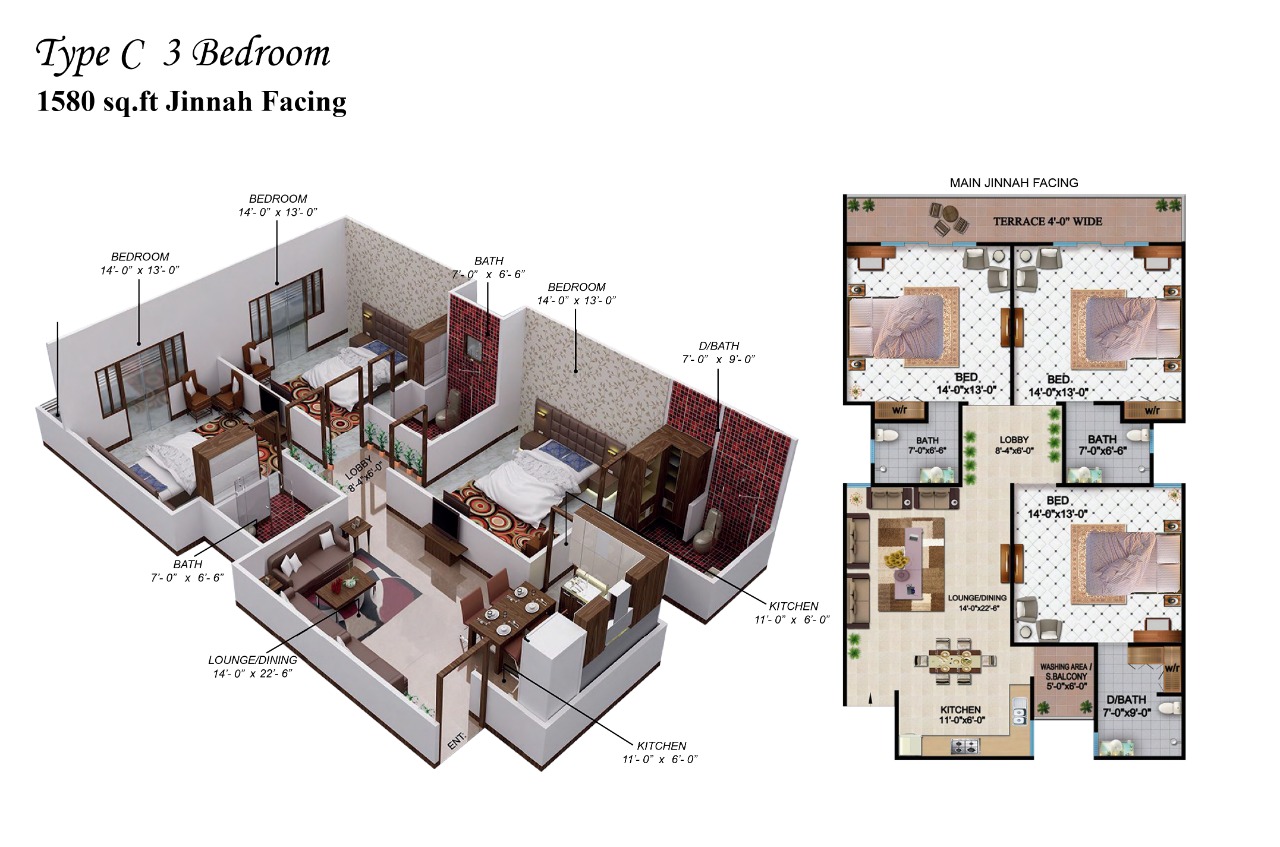 Type C 3 Bedroom
1580 sq.ft Jinnah Facing
BEDROOM
14'- 0" x 13'- 0"
BEDROOM
14'- 0" x 13'- 0"
BATH
7'- 0" x 6'- 6"
BEDROOM
14'- 0" x 13'- 0"
D/BATH
7'- 0" x 9'- 0"
LOBBY
8'-4"x6'-0"
BATH
7'- 0" x 6'- 6"
KITCHEN
11'- 0" x 6'- 0"
LOUNGE/DINING
14'- 0" x 22'- 6"
ENT.
KITCHEN
11'- 0" x 6'- 0"
MAIN JINNAH FACING
TERRACE 4'-0" WIDE
BED
14'-0"x13'-0"
BED
14'-0"x13'-0"
w/r
w/r
BATH
7'-0"x6'-6"
LOBBY
8'-4"x6'-0"
BATH
7'-0"x6'-6"
BED
14'-6"x13'-0"
LOUNGE/DINING
14'-0"x22'-6"
WASHING AREA /
S.BALCONY
5'-0"x6'-0"
w/r
D/BATH
7'-0"x9'-0"
KITCHEN
11'-0"x6'-0"